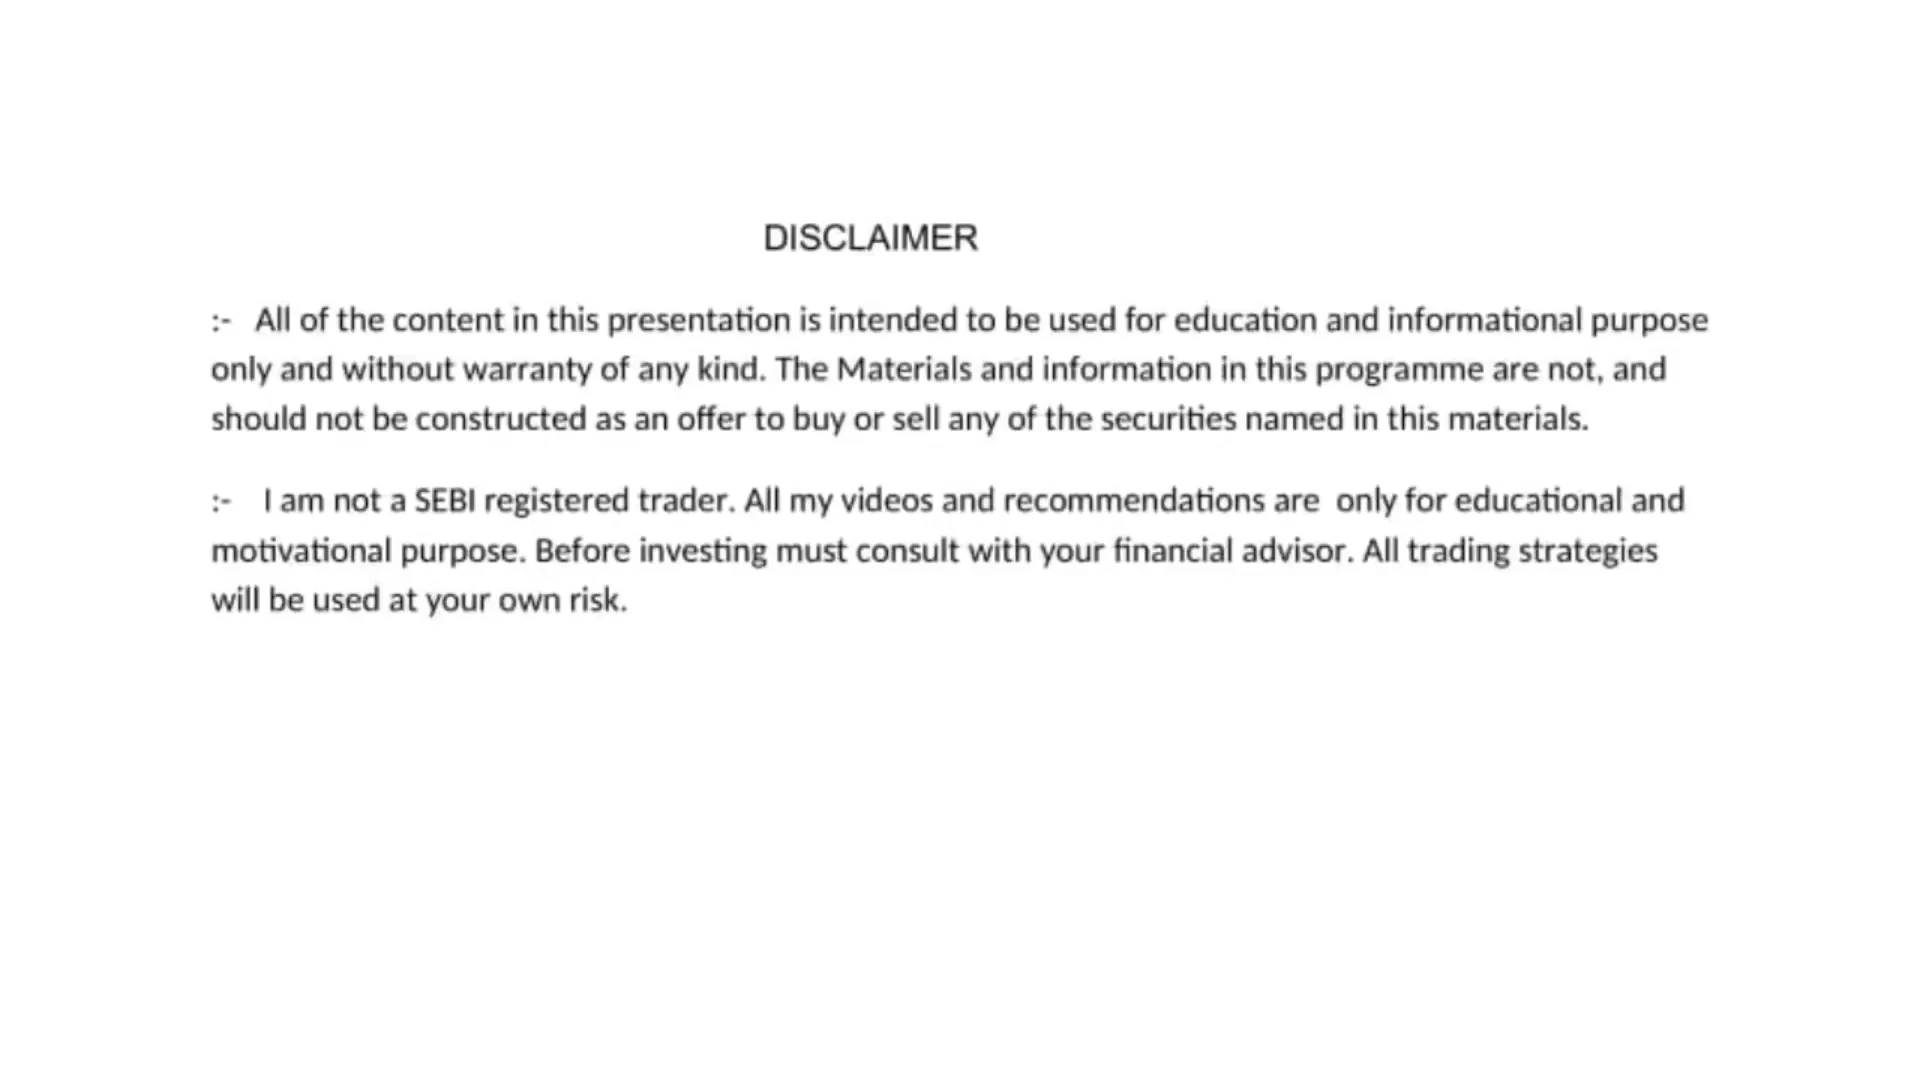 DISCLAIMER
:- All of the content in this presentation is intended to be used for education and informational purpose
only and without warranty of any kind. The Materials and information in this programme are not, and
should not be constructed as an offer to buy or sell any of the securities named in this materials.
:- I am not a SEBI registered trader. All my videos and recommendations are only for educational and
motivational purpose. Before investing must consult with your financial advisor. All trading strategies
will be used at your own risk.